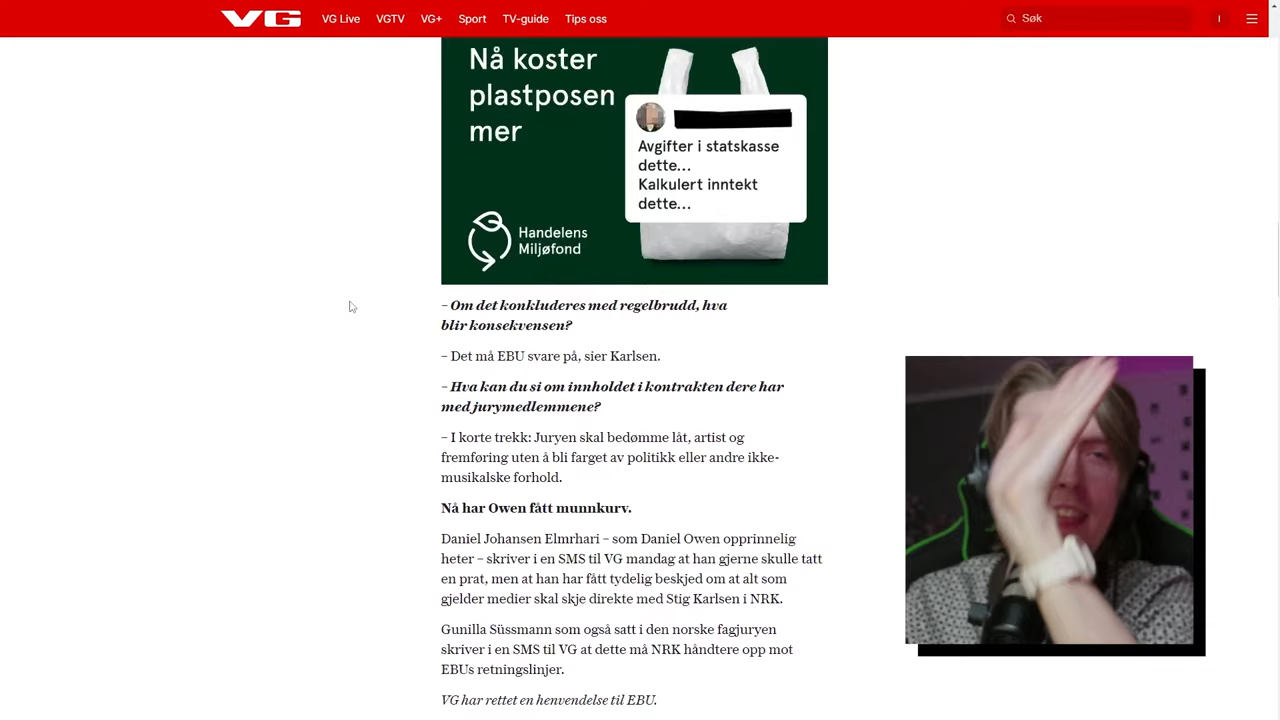 VG
VG Live
VGTV
VG+
Sport
TV-guide
Tips oss
Søk
I
Nå koster
plastposen
mer
Avgifter i statskasse
dette...
Kalkulert inntekt
dette...
Handelens
Miljøfond
– Om det konkluderes med regelbrudd, hva
blir konsekvensen?
– Det må EBU svare på, sier Karlsen.
– Hva kan du si om innholdet i kontrakten dere har
med jurymedlemmene?
– I korte trekk: Juryen skal bedømme låt, artist og
fremføring uten å bli farget av politikk eller andre ikke-
musikalske forhold.
Nå har Owen fått munnkurv.
Daniel Johansen Elmrhari – som Daniel Owen opprinnelig
heter – skriver i en SMS til VG mandag at han gjerne skulle tatt
en prat, men at han har fått tydelig beskjed om at alt som
gjelder medier skal skje direkte med Stig Karlsen i NRK.
Gunilla Süssmann som også satt i den norske fagjuryen
skriver i en SMS til VG at dette må NRK håndtere opp mot
EBUs retningslinjer.
VG har rettet en henvendelse til EBU.